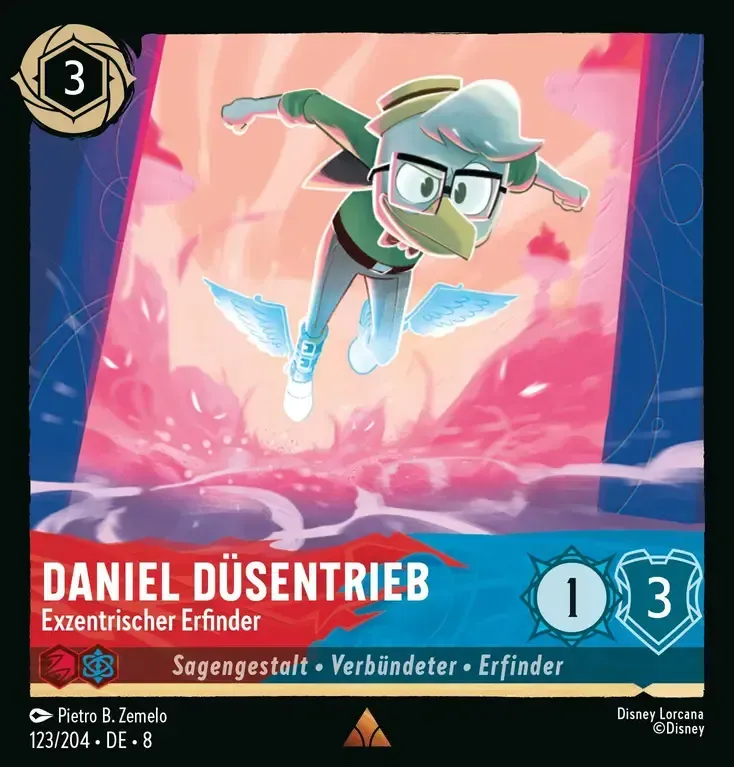 3
DANIEL DÜSENTRIEB
Exzentrischer Erfinder
1
3
Sagengestalt • Verbündeter • Erfinder
Pietro B. Zemelo
123/204 • DE • 8
Disney Lorcana
©Disney